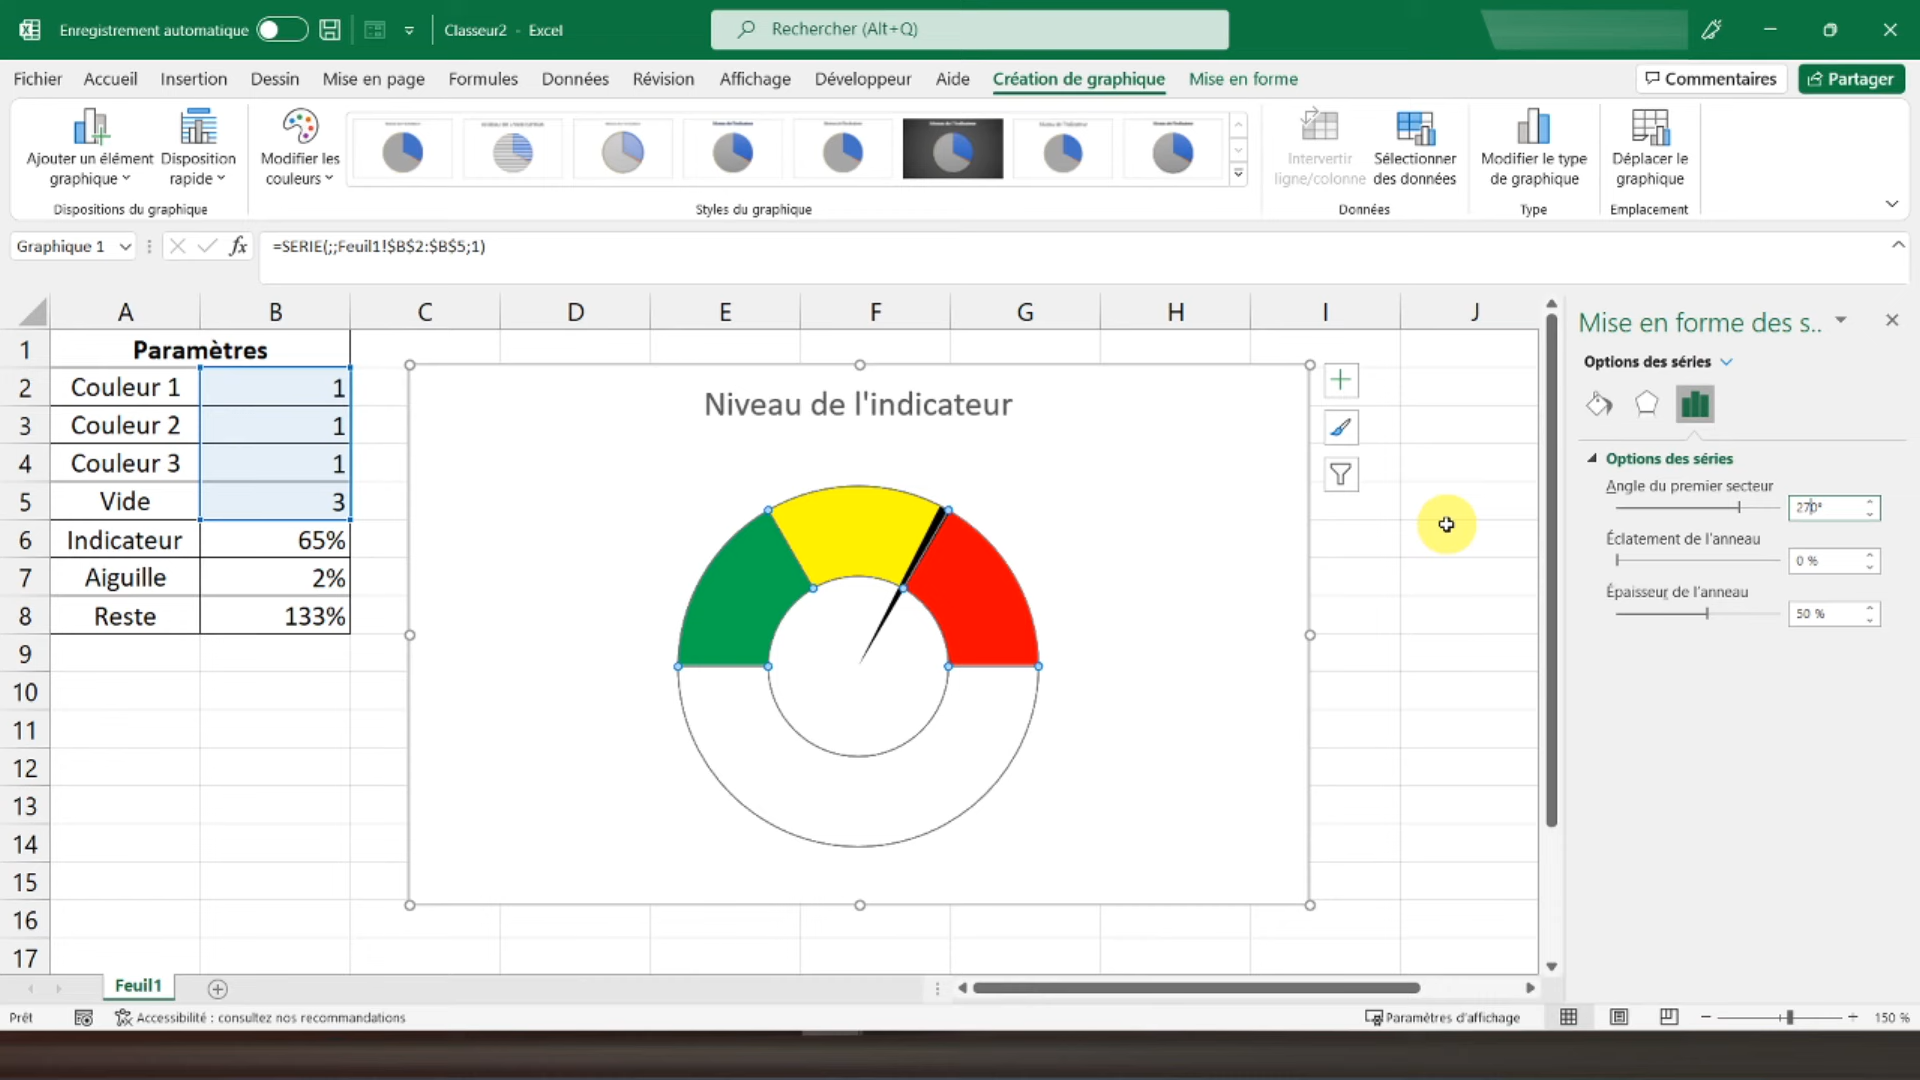 Enregistrement automatique
Classeur2 - Excel
Rechercher (Alt+Q)
Fichier Accueil Insertion Dessin Mise en page Formules Données Révision Affichage Développeur Aide Création de graphique Mise en forme
Commentaires
Partager
Ajouter un élément graphique
Disposition rapide
Modifier les couleurs
Intervertir ligne/colonne
Sélectionner des données
Modifier le type de graphique
Déplacer le graphique
Dispositions du graphique
Styles du graphique
Données
Type
Emplacement
Graphique 1
fx
=SERIE(;;Feuil1!$B$2:$B$5;1)
A B C D E F G H I J
1 Paramètres
2 Couleur 1 1
3 Couleur 2 1
4 Couleur 3 1
5 Vide 3
6 Indicateur 65%
7 Aiguille 2%
8 Reste 133%
9
10
11
12
13
14
15
16
17
Niveau de l'indicateur
Mise en forme des s..
Options des séries
Options des séries
Angle du premier secteur
270°
Éclatement de l'anneau
0 %
Épaisseur de l'anneau
50 %
Feuil1
Prêt
Accessibilité : consultez nos recommandations
Paramètres d'affichage
150 %